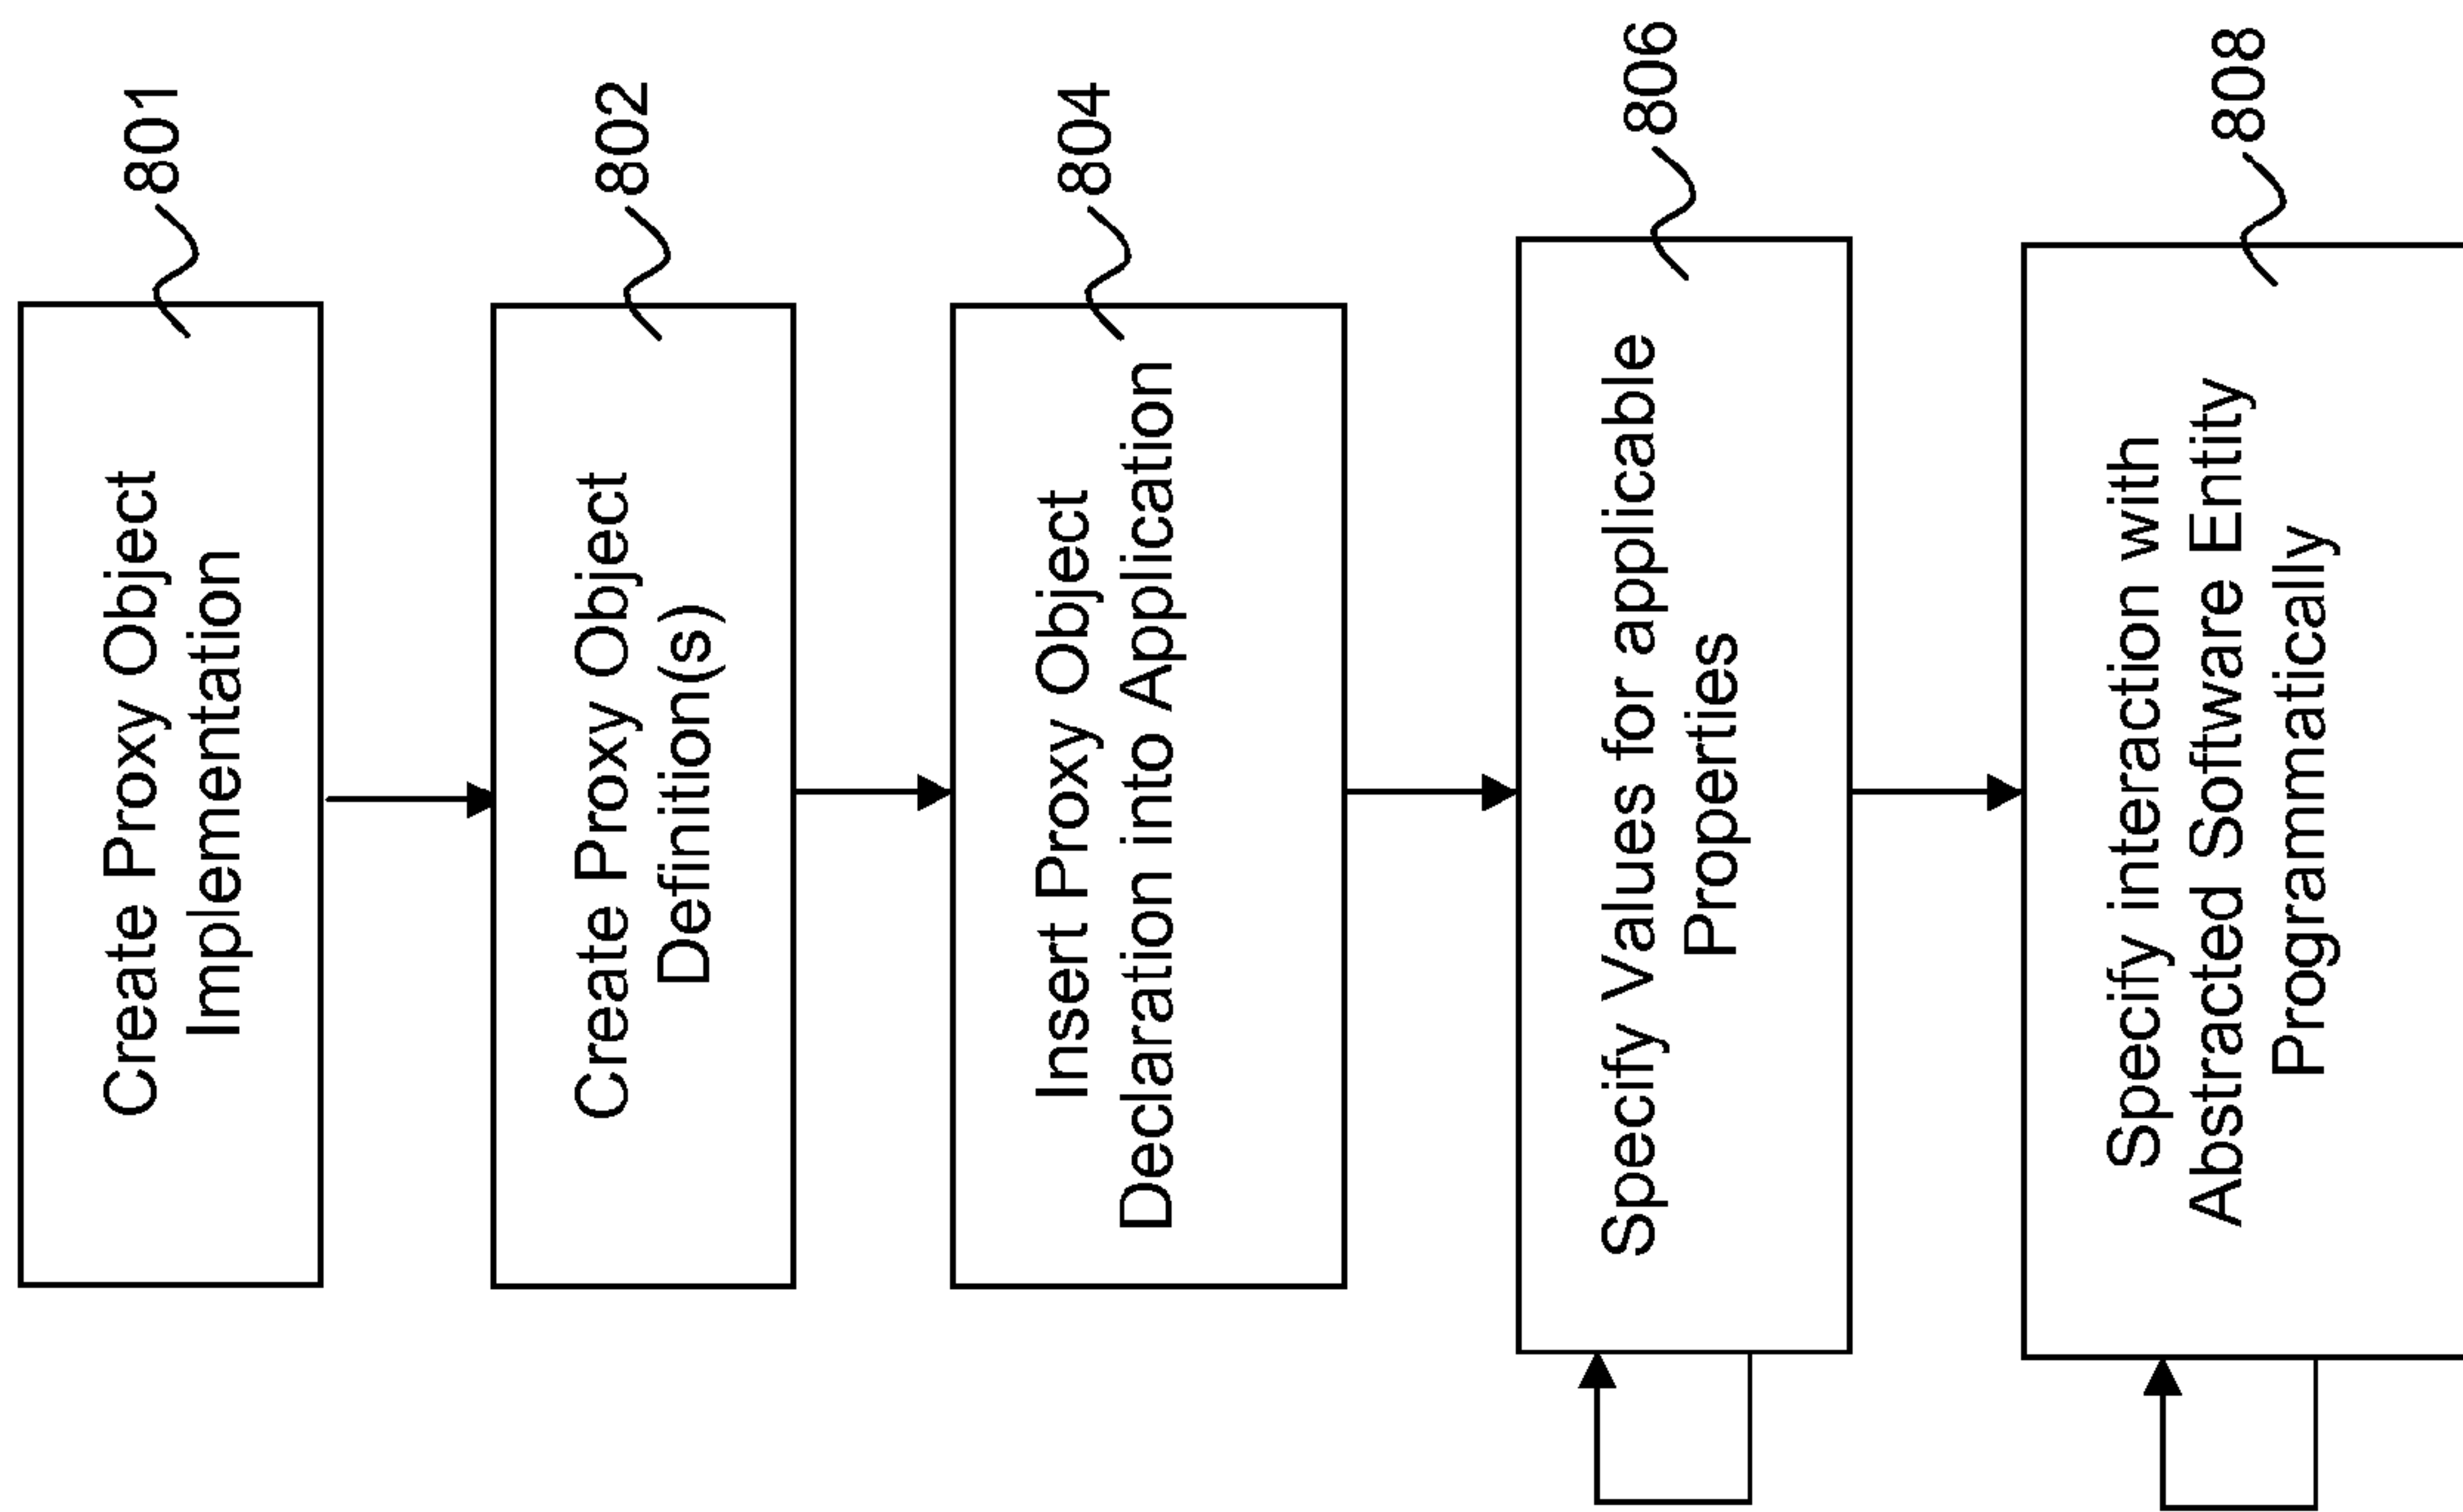 Create Proxy Object
Implementation
801
Create Proxy Object
Definition(s)
802
Insert Proxy Object
Declaration into Application
804
Specify Values for applicable
Properties
806
Specify interaction with
Abstracted Software Entity
Programmatically
808